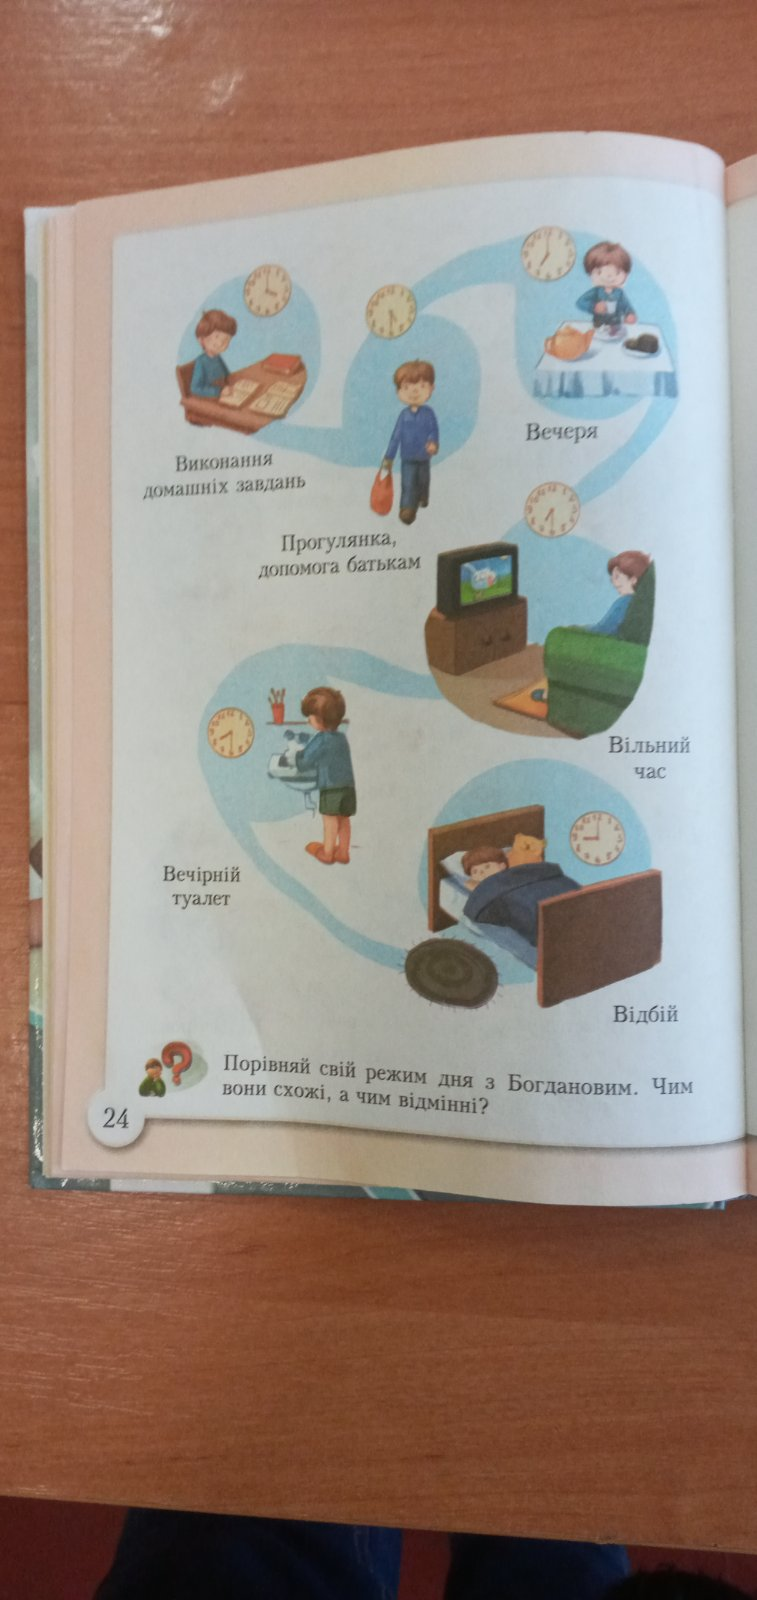 Виконання
домашніх завдань
Прогулянка,
допомога батькам
Вечеря
Вільний
час
Вечірній
туалет
Відбій
Порівняй свій режим дня з Богдановим. Чим
вони схожі, а чим відмінні?
24